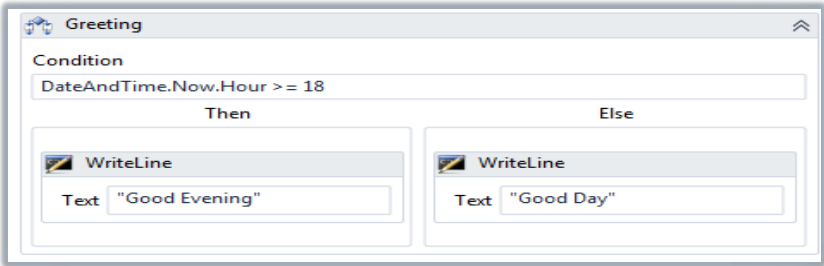 Greeting
Condition
DateAndTime.Now.Hour >= 18
Then Else
WriteLine WriteLine
Text "Good Evening" Text "Good Day"